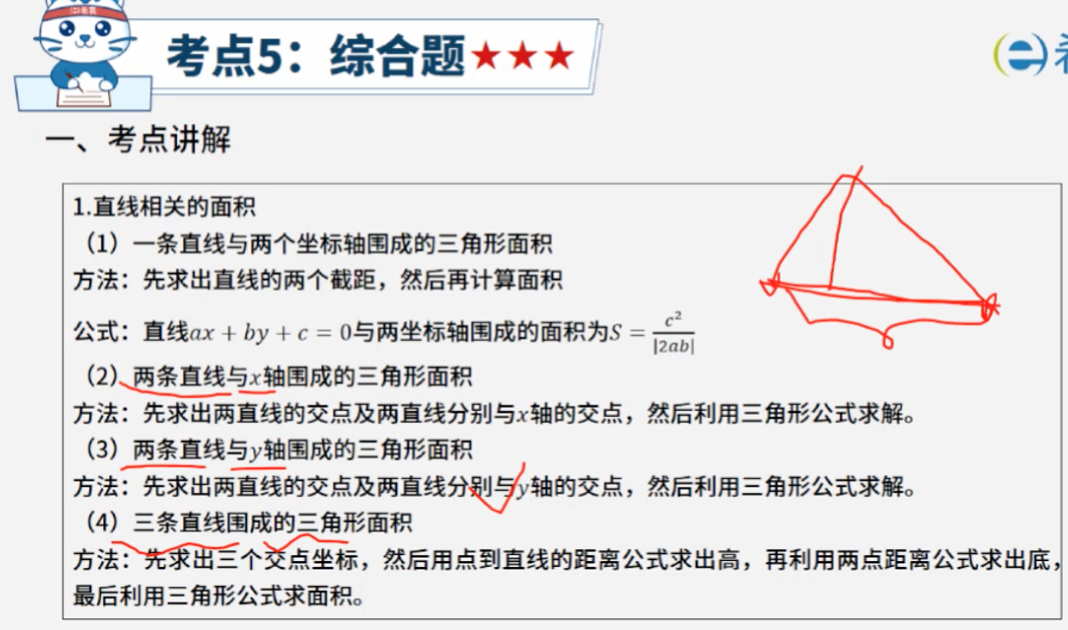 考点5：综合题★★★
一、考点讲解
1.直线相关的面积
（1）一条直线与两个坐标轴围成的三角形面积
方法：先求出直线的两个截距，然后再计算面积
公式：直线ax + by + c = 0与两坐标轴围成的面积为S = c²/|2ab|
（2）两条直线与x轴围成的三角形面积
方法：先求出两直线的交点及两直线分别与x轴的交点，然后利用三角形公式求解。
（3）两条直线与y轴围成的三角形面积
方法：先求出两直线的交点及两直线分别与y轴的交点，然后利用三角形公式求解。
（4）三条直线围成的三角形面积
方法：先求出三个交点坐标，然后用点到直线的距离公式求出高，再利用两点距离公式求出底，
最后利用三角形公式求面积。